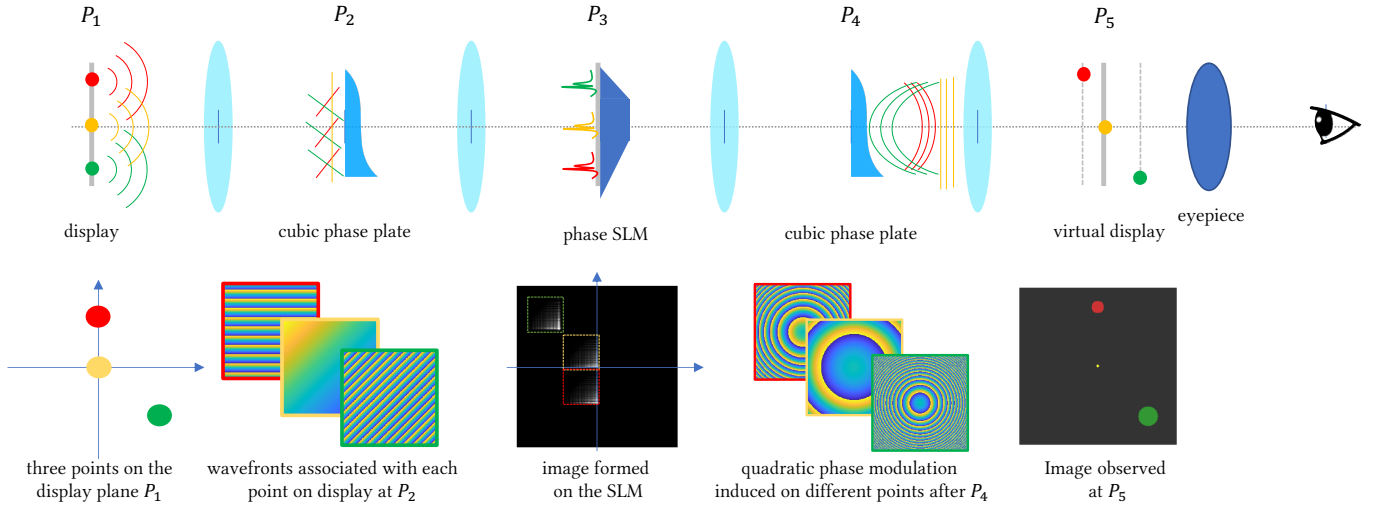 P₁ P₂ P₃ P₄ P₅
display
cubic phase plate
phase SLM
cubic phase plate
virtual display
eyepiece
three points on the
display plane P₁
wavefronts associated with each
point on display at P₂
image formed
on the SLM
quadratic phase modulation
induced on different points after P₄
Image observed
at P₅